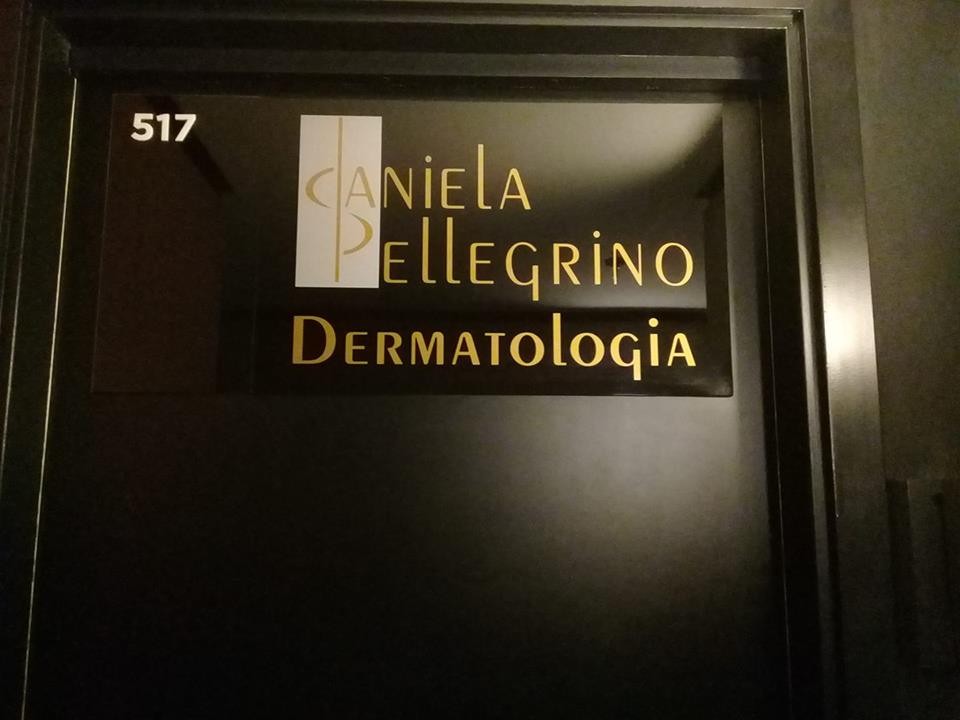 517
daniela
Pellegrino
Dermatologia